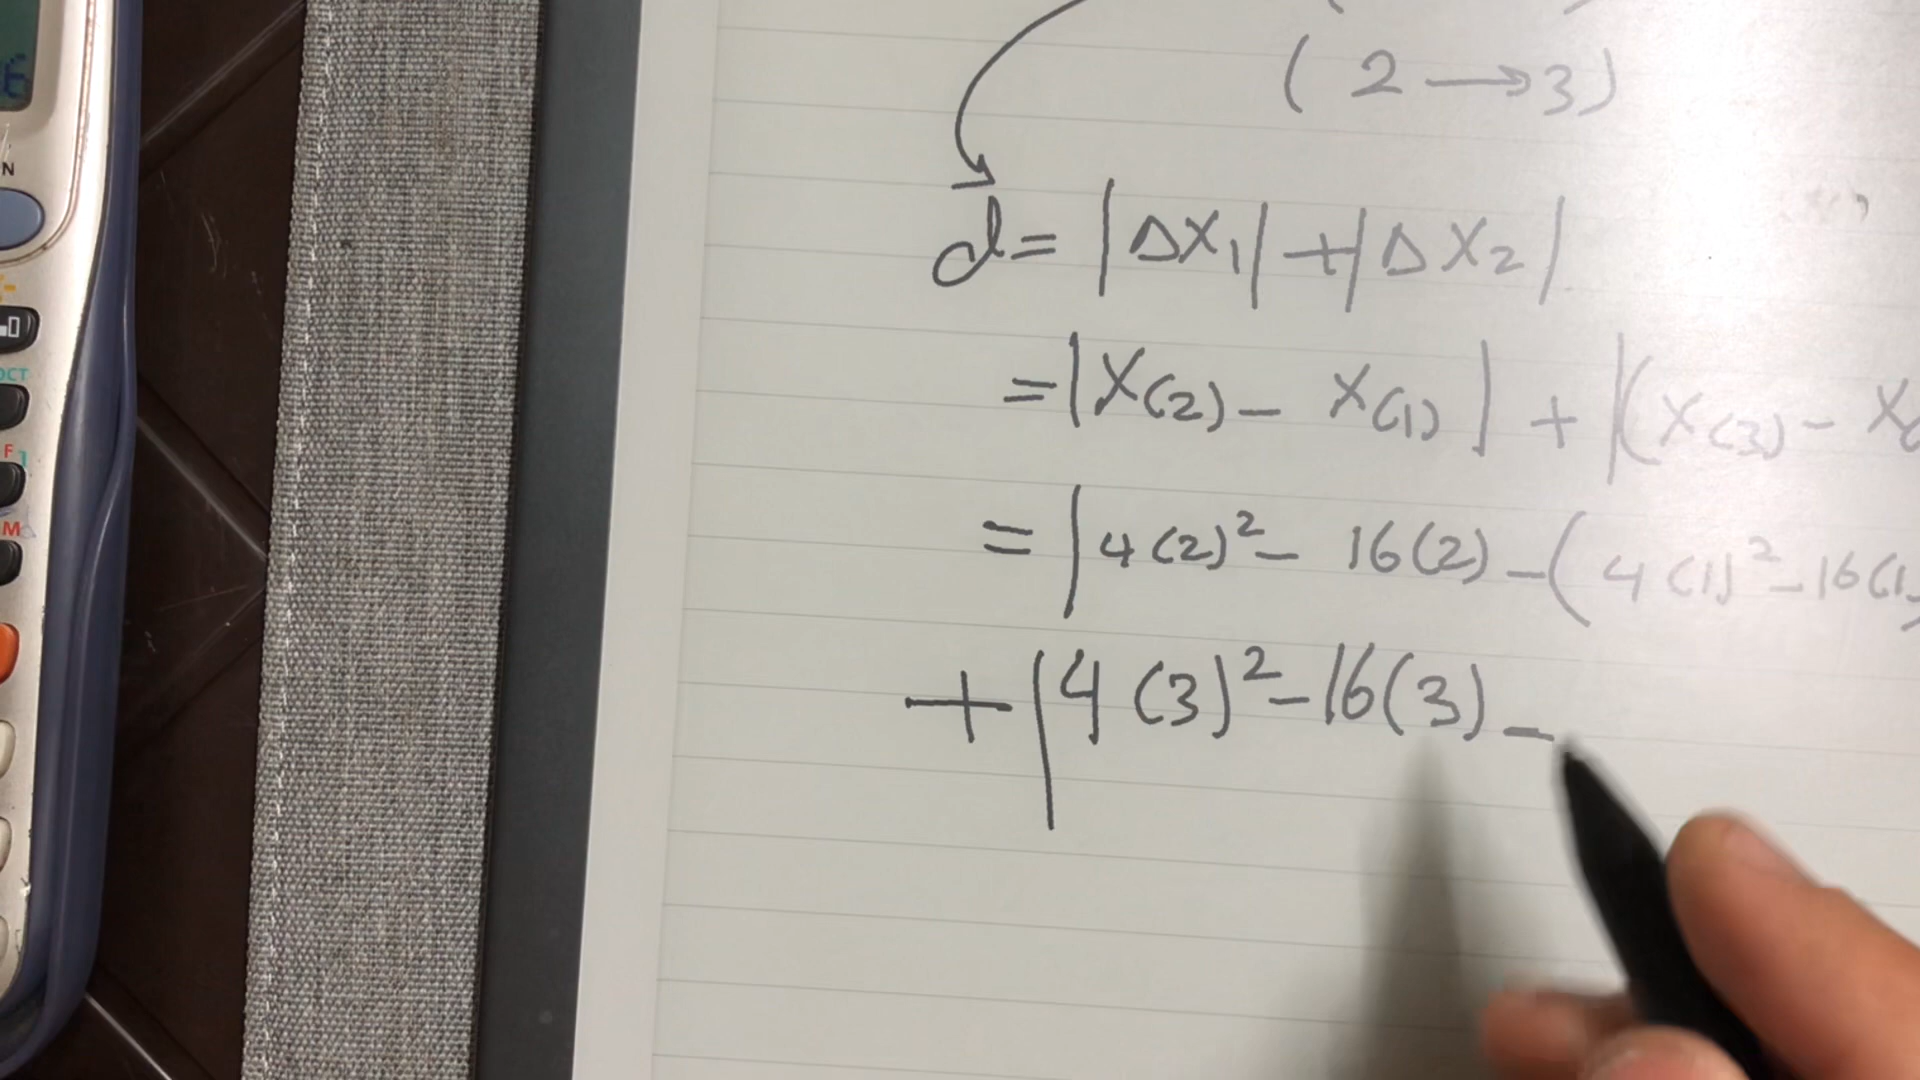 ( 2 → 3 )
d = |ΔX₁| + |ΔX₂|
= |X(2) - X(1)| + |(X(3) - X(
= |4(2)² - 16(2) - (4(1)² - 16(1)
+ |4(3)² - 16(3) -
N
OCT
F
M